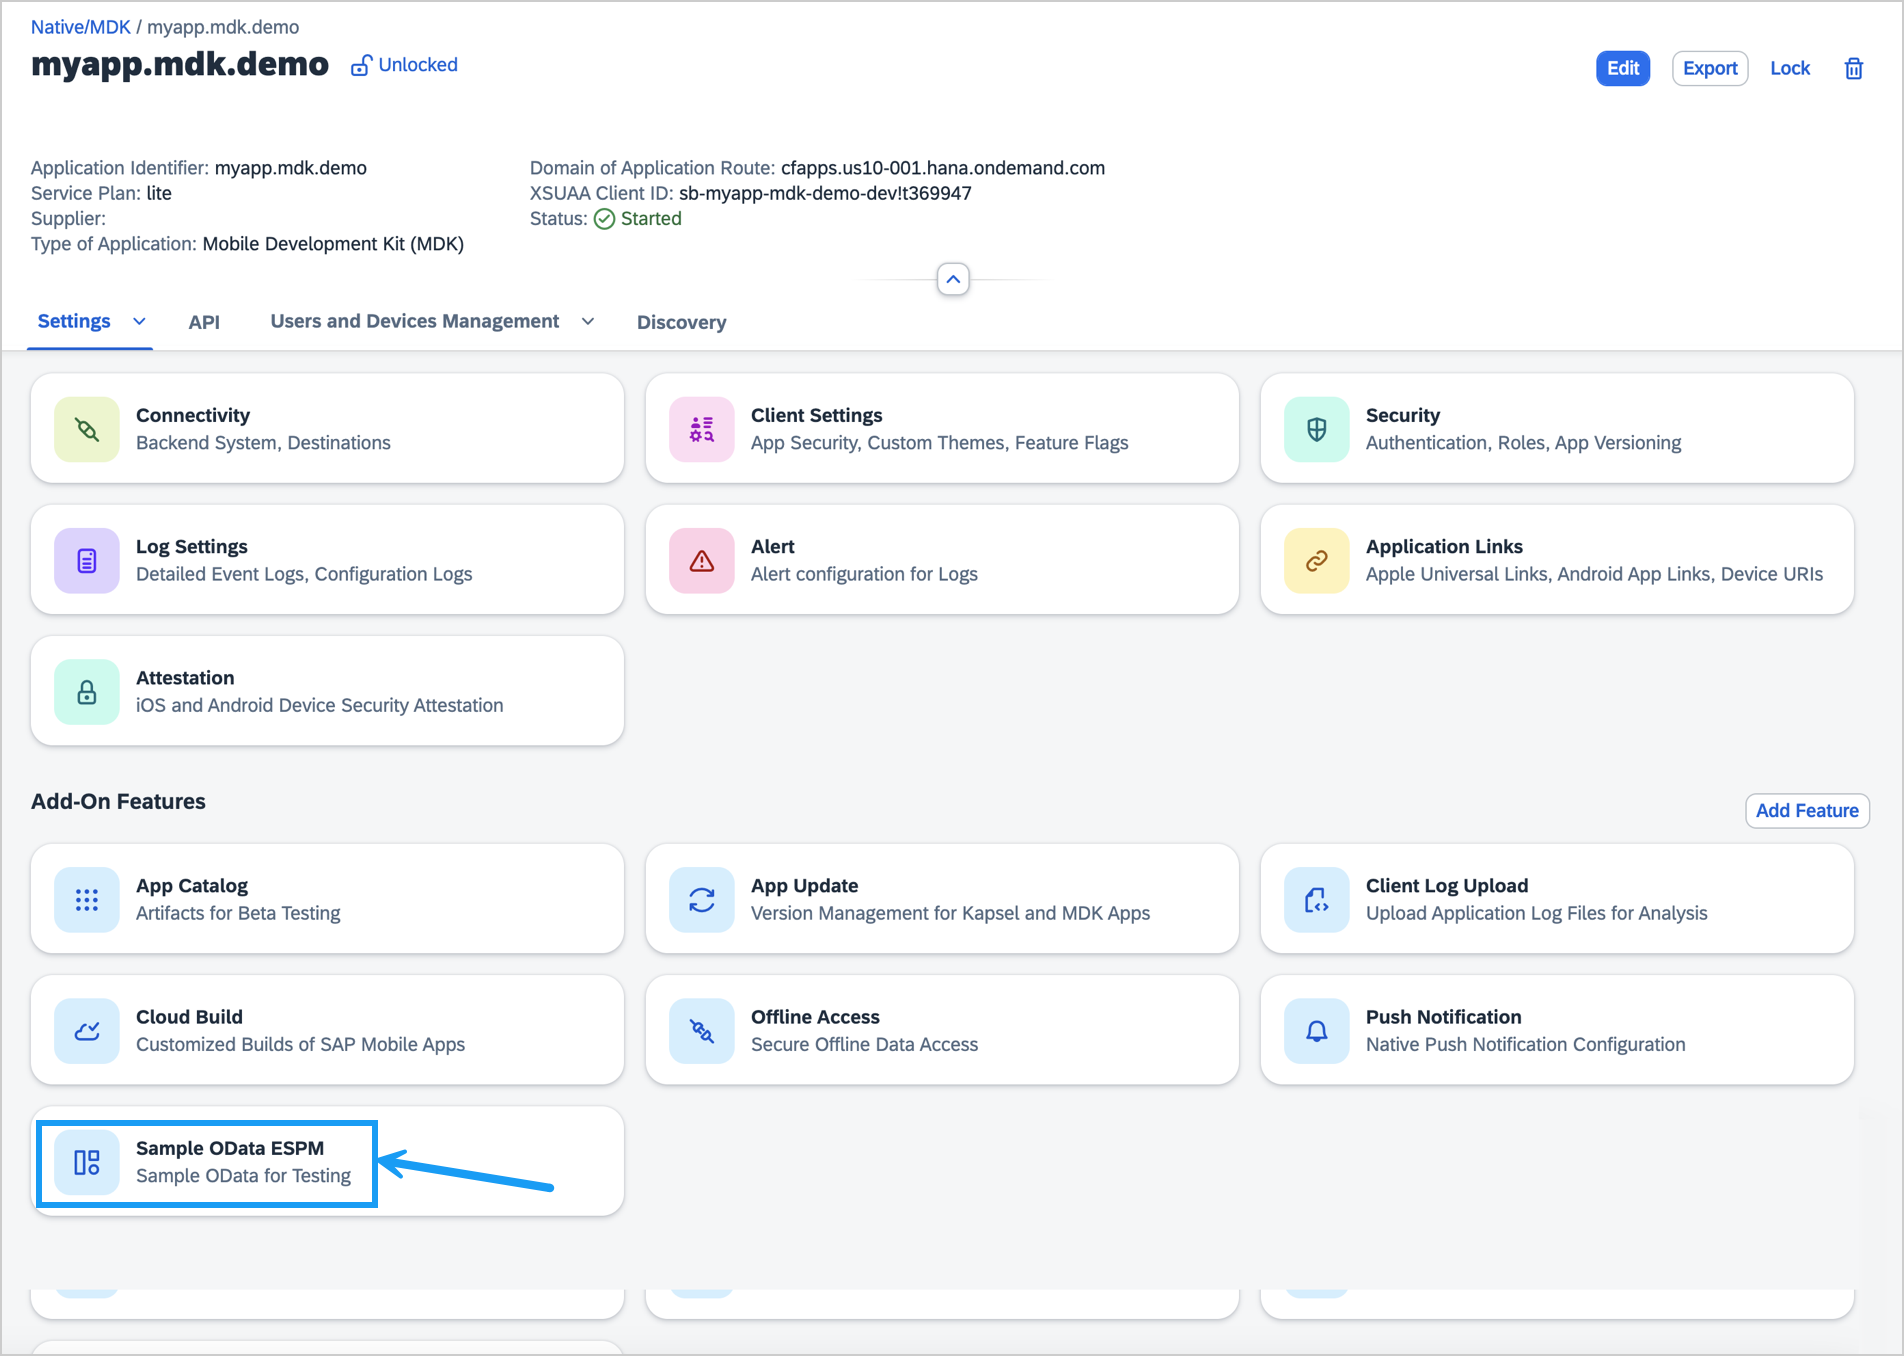 Native/MDK / myapp.mdk.demo
myapp.mdk.demo Unlocked
Edit Export Lock
Application Identifier: myapp.mdk.demo
Service Plan: lite
Supplier:
Type of Application: Mobile Development Kit (MDK)
Domain of Application Route: cfapps.us10-001.hana.ondemand.com
XSUAA Client ID: sb-myapp-mdk-demo-dev!t369947
Status: Started
Settings API Users and Devices Management Discovery
Connectivity
Backend System, Destinations
Client Settings
App Security, Custom Themes, Feature Flags
Security
Authentication, Roles, App Versioning
Log Settings
Detailed Event Logs, Configuration Logs
Alert
Alert configuration for Logs
Application Links
Apple Universal Links, Android App Links, Device URIs
Attestation
iOS and Android Device Security Attestation
Add-On Features
Add Feature
App Catalog
Artifacts for Beta Testing
App Update
Version Management for Kapsel and MDK Apps
Client Log Upload
Upload Application Log Files for Analysis
Cloud Build
Customized Builds of SAP Mobile Apps
Offline Access
Secure Offline Data Access
Push Notification
Native Push Notification Configuration
Sample OData ESPM
Sample OData for Testing